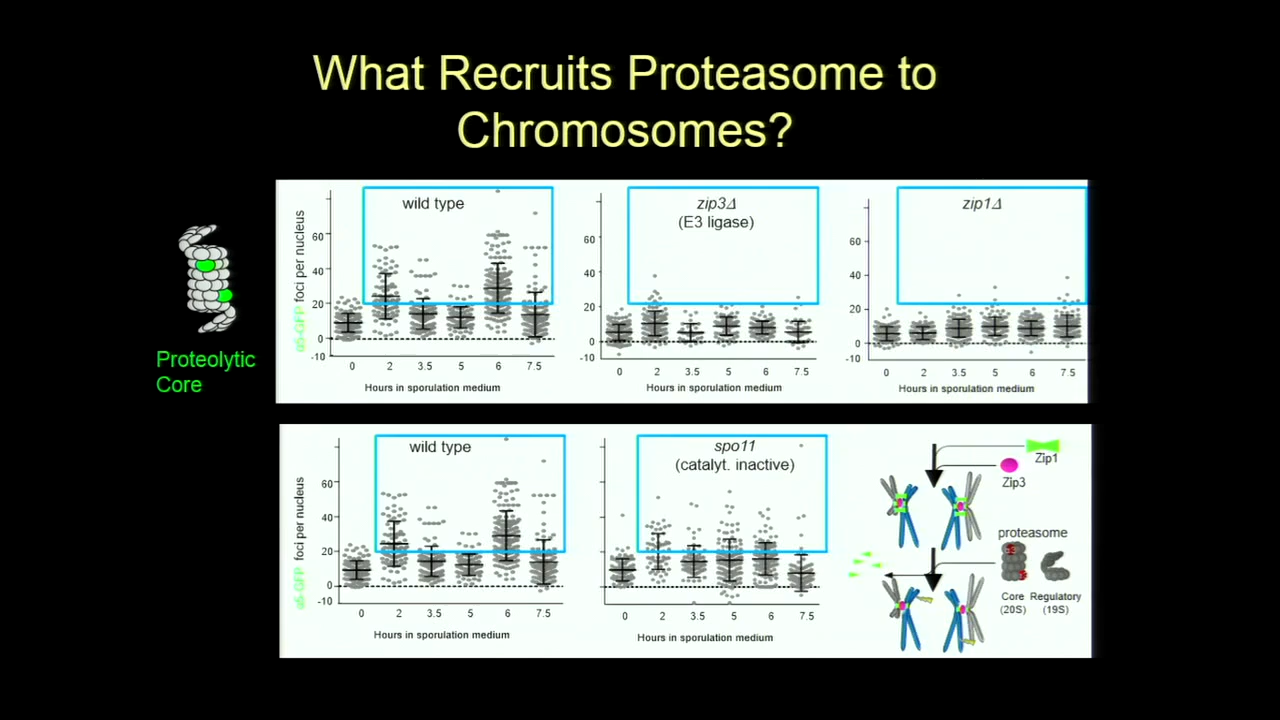 What Recruits Proteasome to
Chromosomes?
Proteolytic
Core
α5-GFP foci per nucleus
wild type
60
40
20
0
-10
0 2 3.5 5 6 7.5
Hours in sporulation medium
zip3Δ
(E3 ligase)
60
40
20
0
-10
0 2 3.5 5 6 7.5
Hours in sporulation medium
zip1Δ
60
40
20
0
-10
0 2 3.5 5 6 7.5
Hours in sporulation medium
α5-GFP foci per nucleus
wild type
60
40
20
0
-10
0 2 3.5 5 6 7.5
Hours in sporulation medium
spo11
(catalyt. inactive)
0 2 3.5 5 6 7.5
Hours in sporulation medium
Zip1
Zip3
proteasome
Core Regulatory
(20S) (19S)